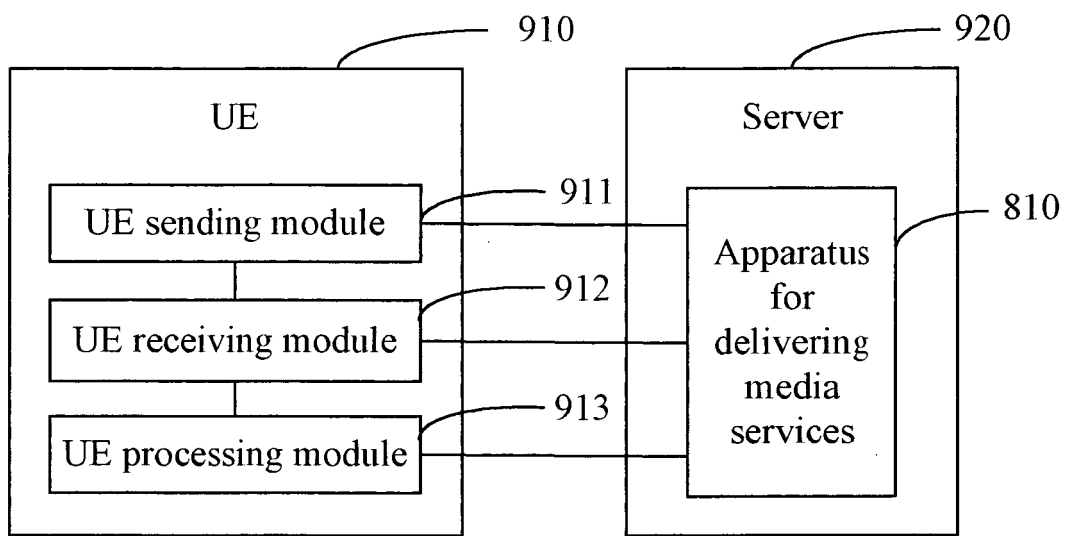 910
920
UE
Server
911
UE sending module
810
Apparatus
for
delivering
media
services
912
UE receiving module
913
UE processing module